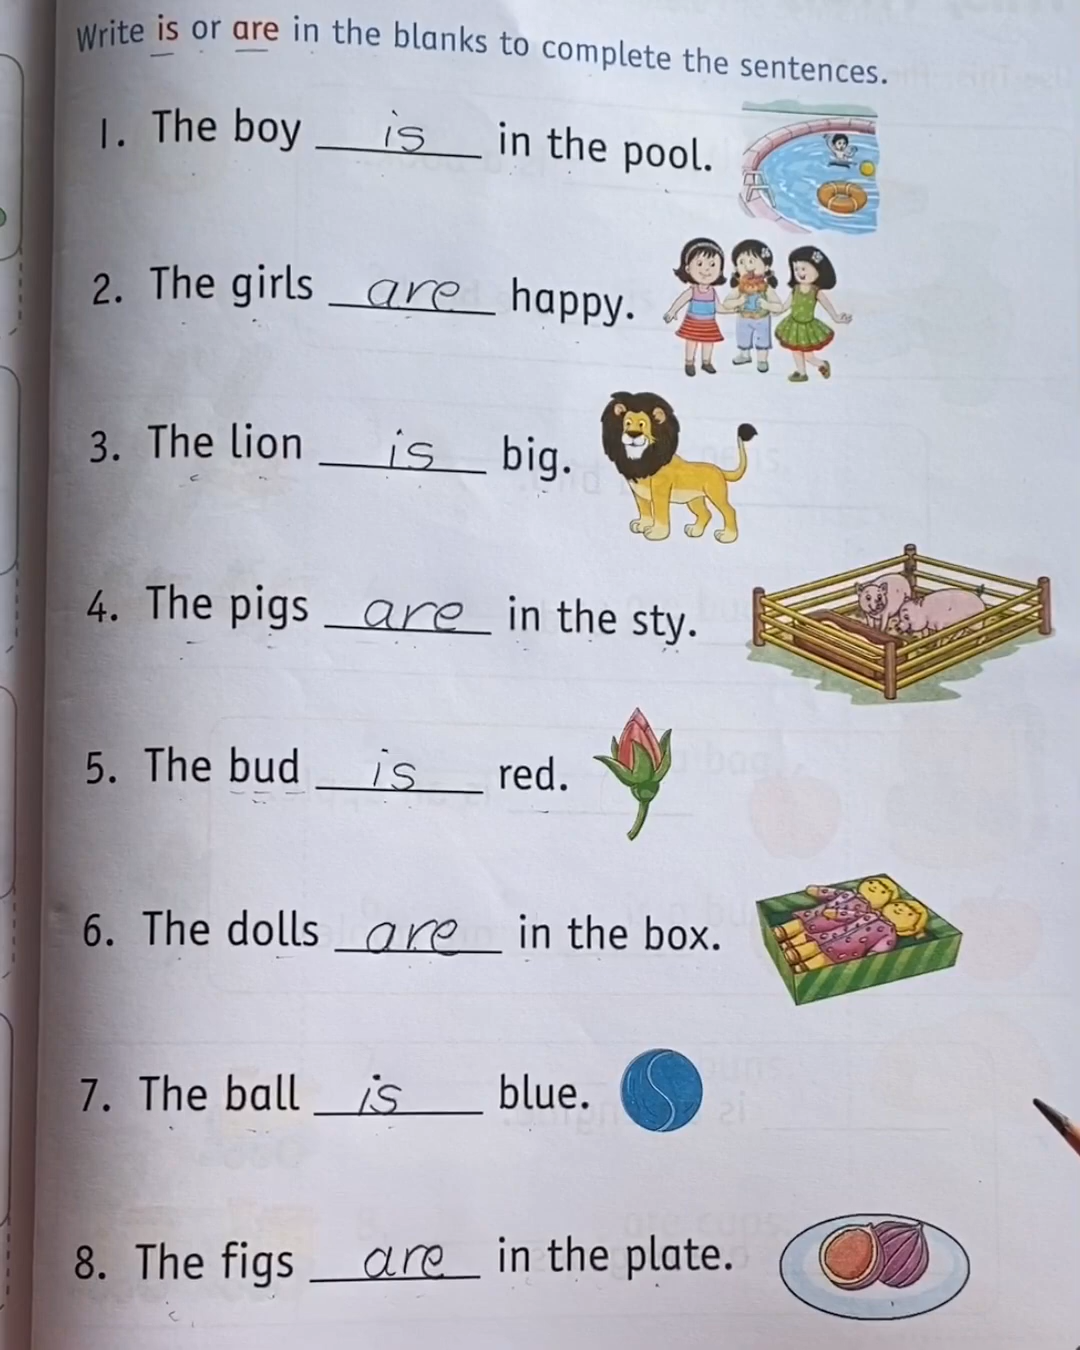 Write is or are in the blanks to complete the sentences.
1. The boy is in the pool.
2. The girls are happy.
3. The lion is big.
4. The pigs are in the sty.
5. The bud is red.
6. The dolls are in the box.
7. The ball is blue.
8. The figs are in the plate.